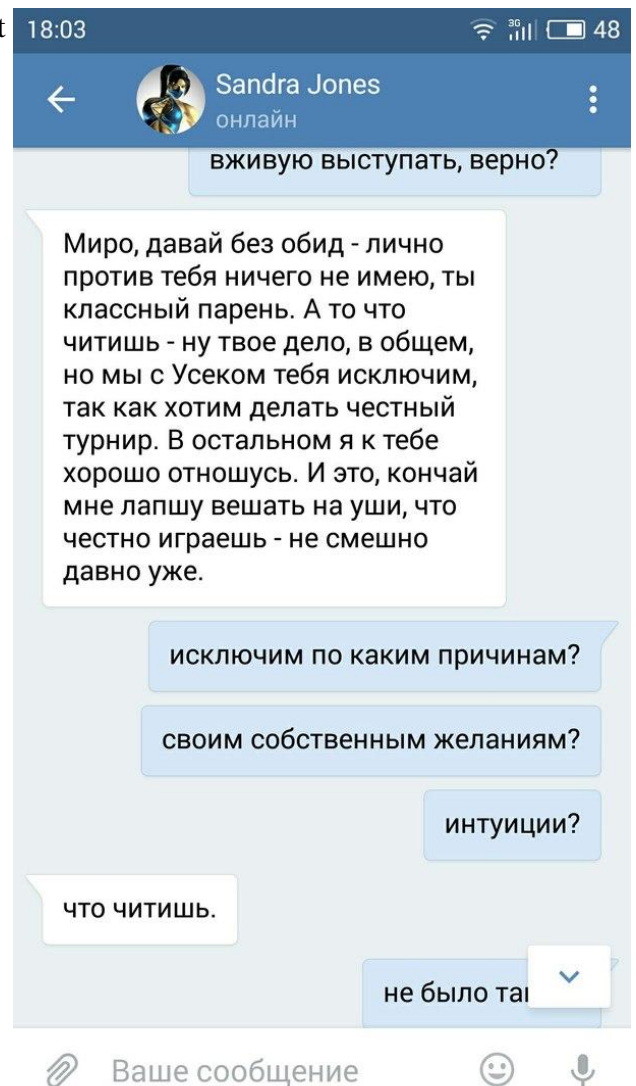 18:03
3G
48
Sandra Jones
онлайн
вживую выступать, верно?
Миро, давай без обид - лично
против тебя ничего не имею, ты
классный парень. А то что
читишь - ну твое дело, в общем,
но мы с Усеком тебя исключим,
так как хотим делать честный
турнир. В остальном я к тебе
хорошо отношусь. И это, кончай
мне лапшу вешать на уши, что
честно играешь - не смешно
давно уже.
исключим по каким причинам?
своим собственным желаниям?
интуиции?
что читишь.
не было
Ваше сообщение